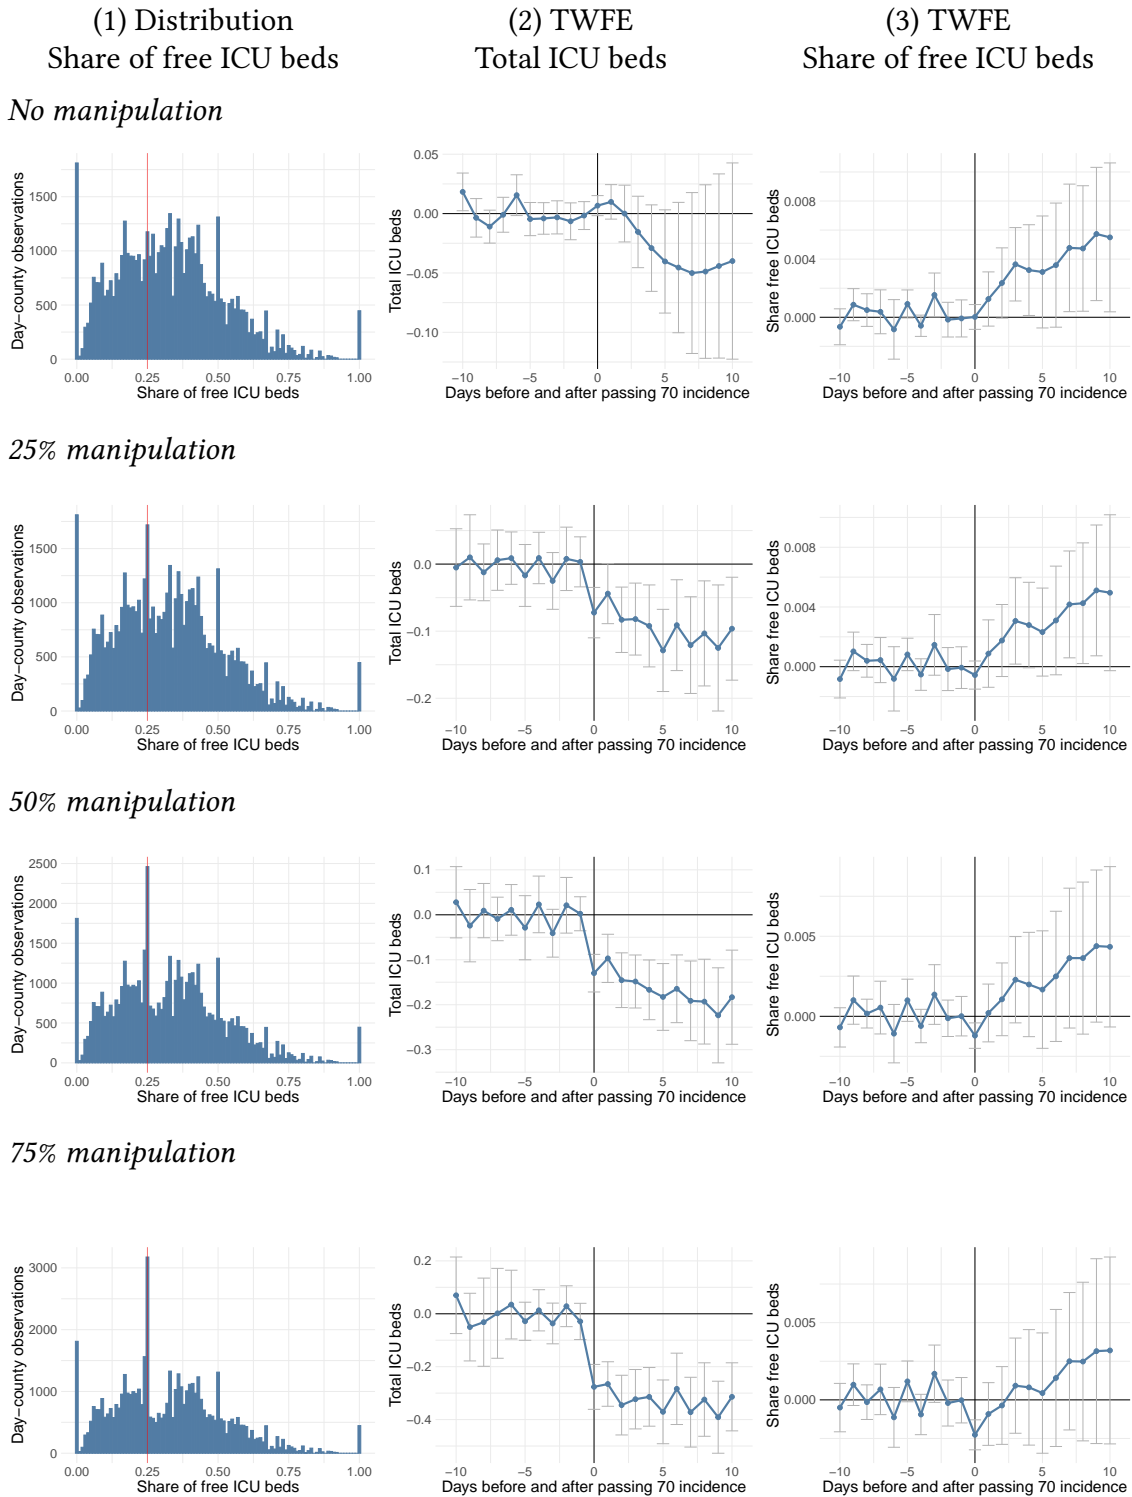 (1) Distribution
Share of free ICU beds
(2) TWFE
Total ICU beds
(3) TWFE
Share of free ICU beds
No manipulation
Day−county observations
1500
1000
500
0
0.00 0.25 0.50 0.75 1.00
Share of free ICU beds
Total ICU beds
0.05
0.00
−0.05
−0.10
−10 −5 0 5 10
Days before and after passing 70 incidence
Share free ICU beds
0.008
0.004
0.000
−10 −5 0 5 10
Days before and after passing 70 incidence
25% manipulation
Day−county observations
1500
1000
500
0
0.00 0.25 0.50 0.75 1.00
Share of free ICU beds
Total ICU beds
0.0
−0.1
−0.2
−10 −5 0 5 10
Days before and after passing 70 incidence
Share free ICU beds
0.008
0.004
0.000
−10 −5 0 5 10
Days before and after passing 70 incidence
50% manipulation
Day−county observations
2500
2000
1500
1000
500
0
0.00 0.25 0.50 0.75 1.00
Share of free ICU beds
Total ICU beds
0.1
0.0
−0.1
−0.2
−0.3
−10 −5 0 5 10
Days before and after passing 70 incidence
Share free ICU beds
0.005
0.000
−10 −5 0 5 10
Days before and after passing 70 incidence
75% manipulation
Day−county observations
3000
2000
1000
0
0.00 0.25 0.50 0.75 1.00
Share of free ICU beds
Total ICU beds
0.2
0.0
−0.2
−0.4
−10 −5 0 5 10
Days before and after passing 70 incidence
Share free ICU beds
0.005
0.000
−10 −5 0 5 10
Days before and after passing 70 incidence